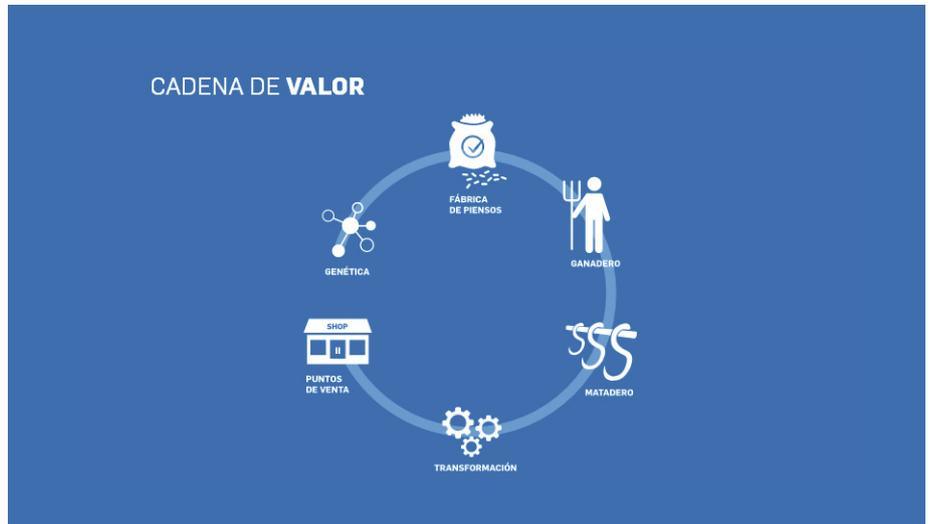 CADENA DE VALOR
FÁBRICA
DE PIENSOS
GANADERO
GENÉTICA
SHOP
PUNTOS
DE VENTA
MATADERO
TRANSFORMACIÓN